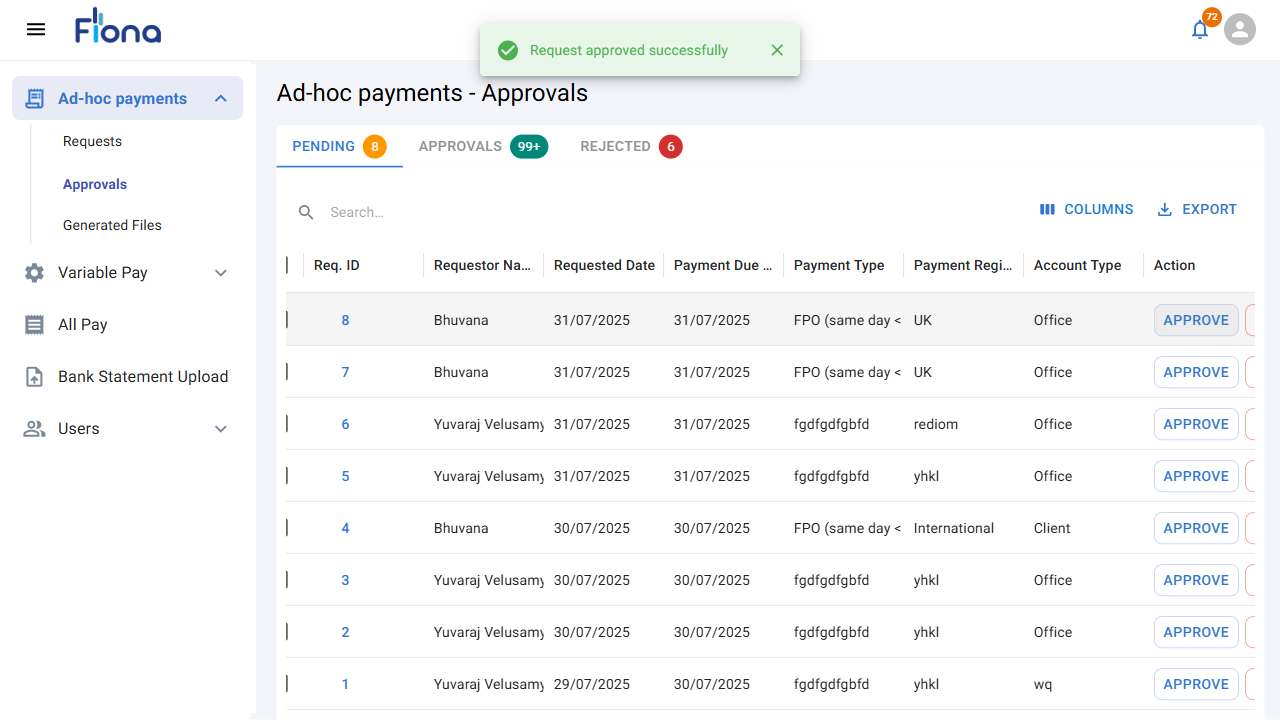 Fiona
Request approved successfully
72
Ad-hoc payments
Requests
Approvals
Generated Files
Variable Pay
All Pay
Bank Statement Upload
Users
Ad-hoc payments - Approvals
PENDING 8 APPROVALS 99+ REJECTED 6
Search… COLUMNS EXPORT
Req. ID Requestor Na... Requested Date Payment Due ... Payment Type Payment Regi... Account Type Action
8 Bhuvana 31/07/2025 31/07/2025 FPO (same day < UK Office APPROVE
7 Bhuvana 31/07/2025 31/07/2025 FPO (same day < UK Office APPROVE
6 Yuvaraj Velusamy 31/07/2025 31/07/2025 fgdfgdfgbfd rediom Office APPROVE
5 Yuvaraj Velusamy 31/07/2025 31/07/2025 fgdfgdfgbfd yhkl Office APPROVE
4 Bhuvana 30/07/2025 30/07/2025 FPO (same day < International Client APPROVE
3 Yuvaraj Velusamy 30/07/2025 30/07/2025 fgdfgdfgbfd yhkl Office APPROVE
2 Yuvaraj Velusamy 30/07/2025 30/07/2025 fgdfgdfgbfd yhkl Office APPROVE
1 Yuvaraj Velusamy 29/07/2025 30/07/2025 fgdfgdfgbfd yhkl wq APPROVE